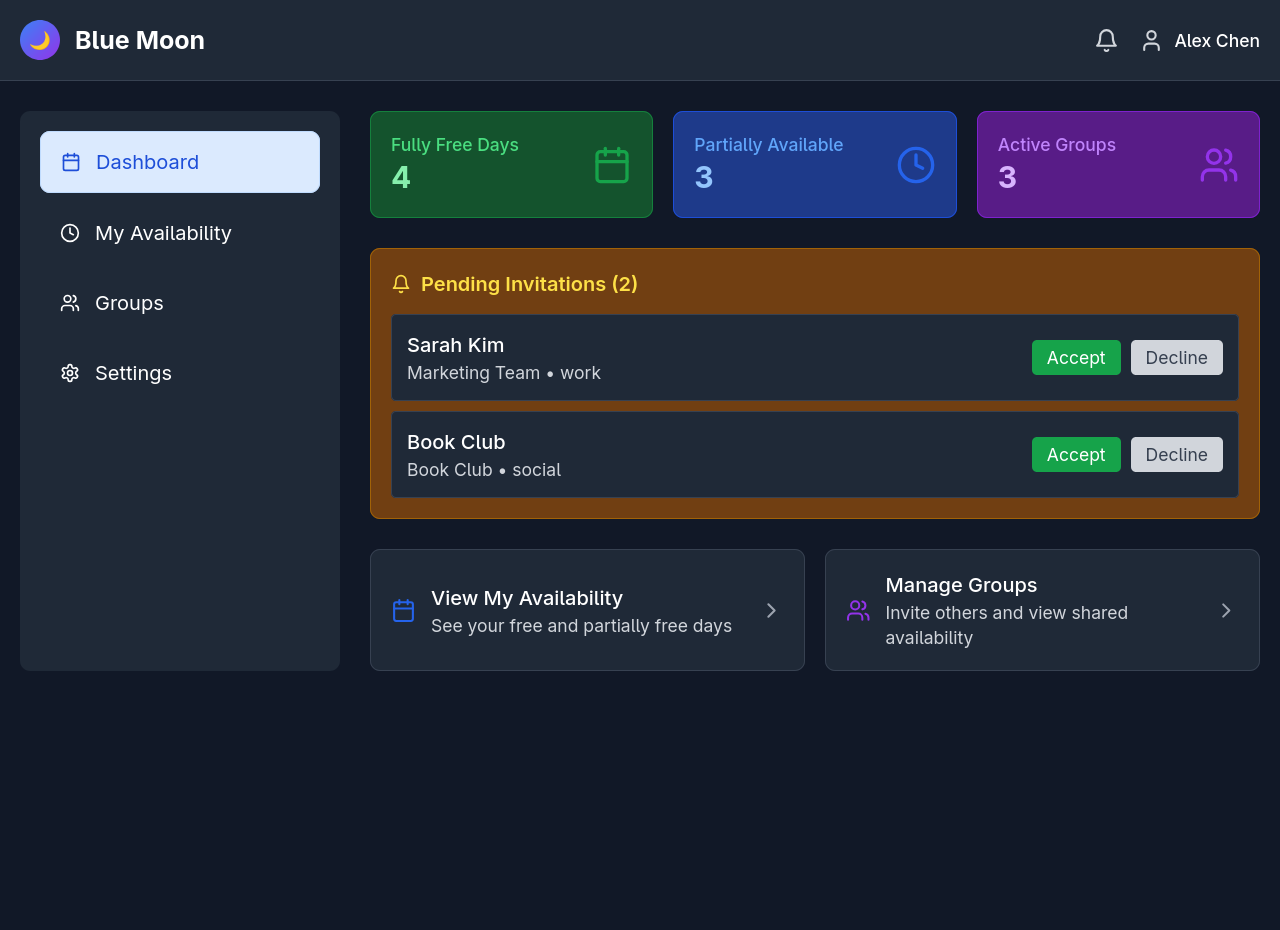 Blue Moon
Alex Chen
Dashboard
My Availability
Groups
Settings
Fully Free Days
4
Partially Available
3
Active Groups
3
Pending Invitations (2)
Sarah Kim
Marketing Team • work
Accept
Decline
Book Club
Book Club • social
Accept
Decline
View My Availability
See your free and partially free days
Manage Groups
Invite others and view shared
availability